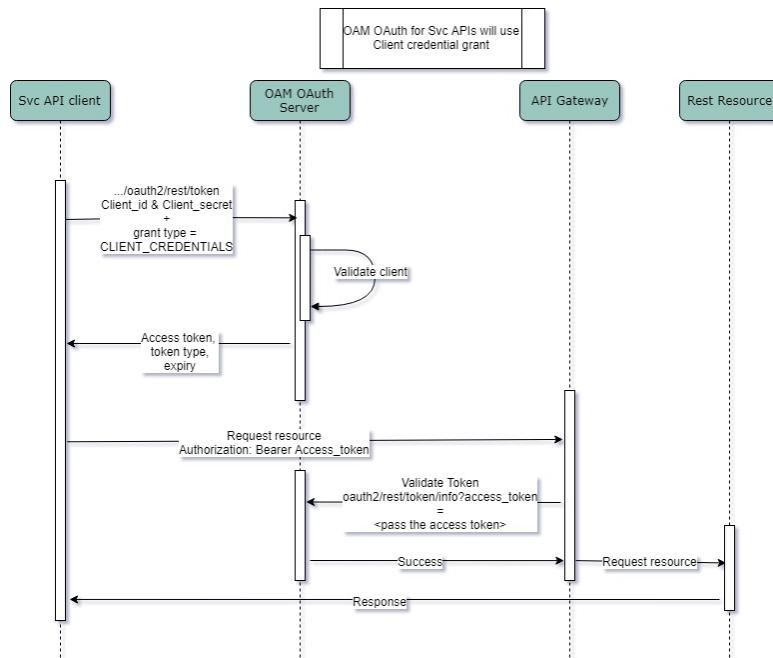 OAM OAuth for Svc APIs will use
Client credential grant
Svc API client
OAM OAuth
Server
API Gateway
Rest Resource
.../oauth2/rest/token
Client_id & Client_secret
+
grant type =
CLIENT_CREDENTIALS
Validate client
Access token,
token type,
expiry
Request resource
Authorization: Bearer Access_token
Validate Token
oauth2/rest/token/info?access_token
=
<pass the access token>
Success
Request resource
Response